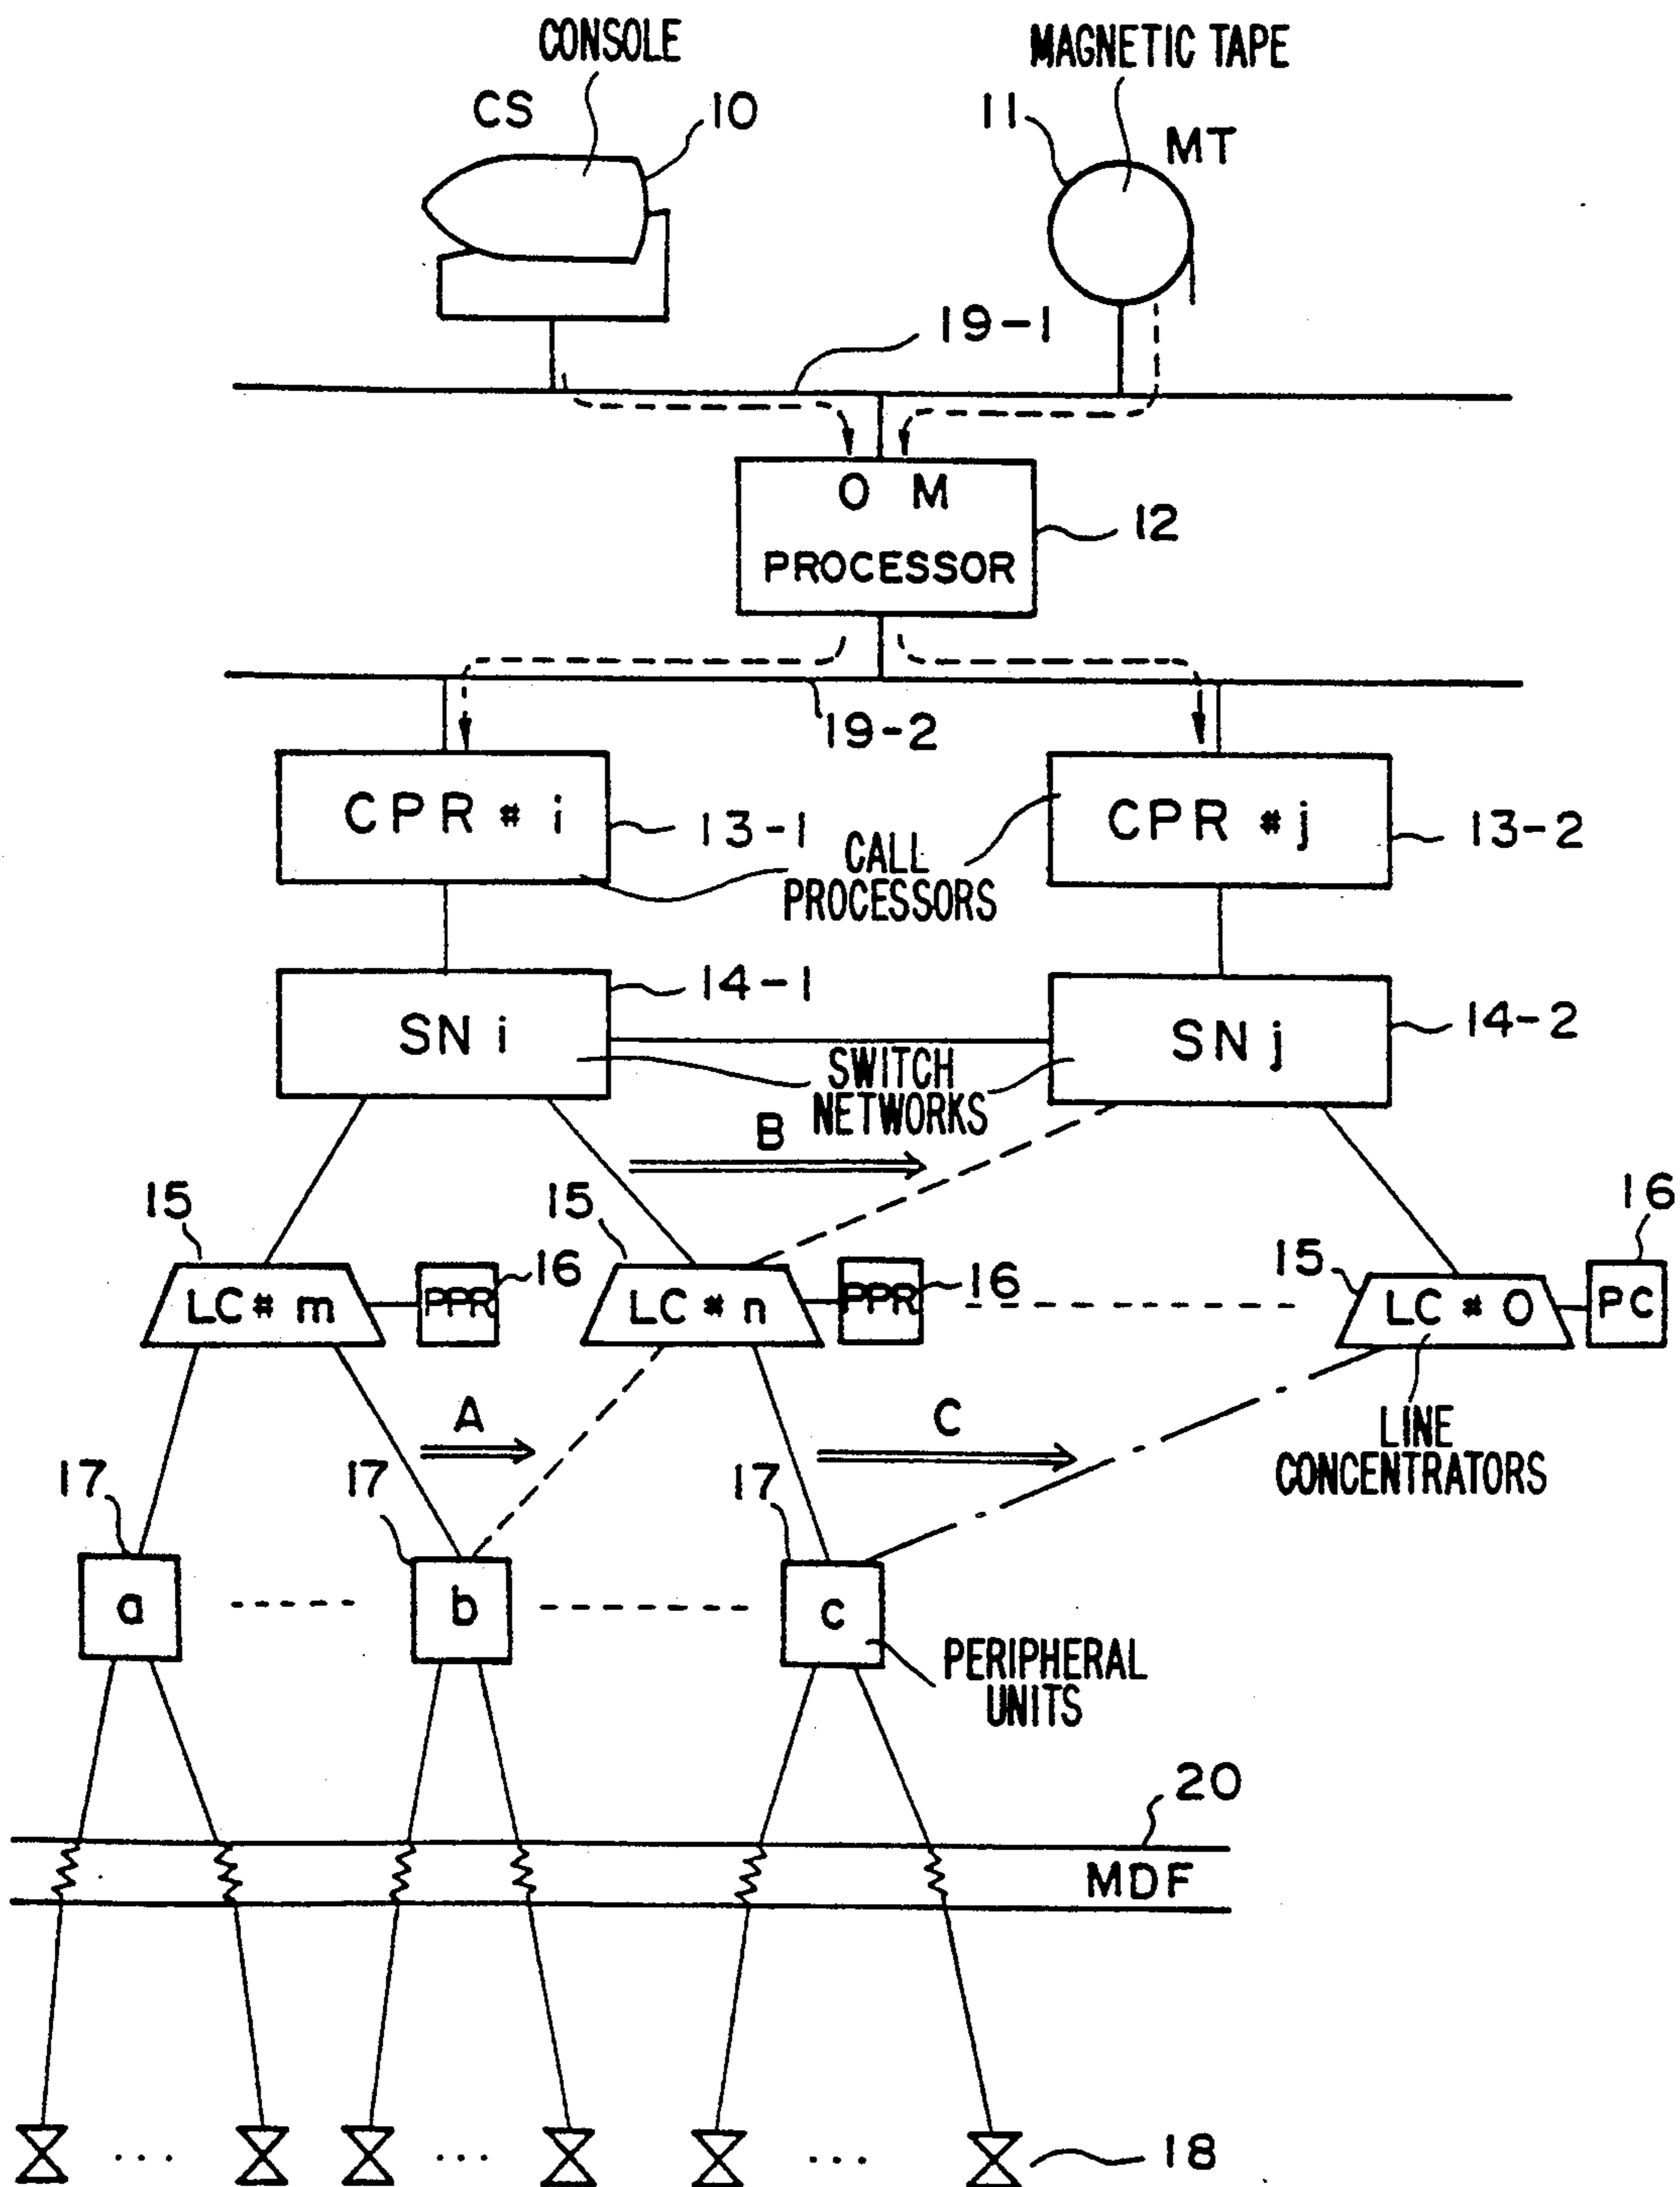 CONSOLE
MAGNETIC TAPE
CS
10
11
MT
19-1
O M
PROCESSOR
12
19-2
CPR # i
13-1
CALL
PROCESSORS
CPR # j
13-2
SN i
14-1
SWITCH
NETWORKS
SN j
14-2
B
15
LC # m
PPR
16
15
LC # n
PPR
16
15
LC # O
PC
16
LINE
CONCENTRATORS
A
C
17
a
17
b
17
c
PERIPHERAL
UNITS
20
MDF
...
...
...
18